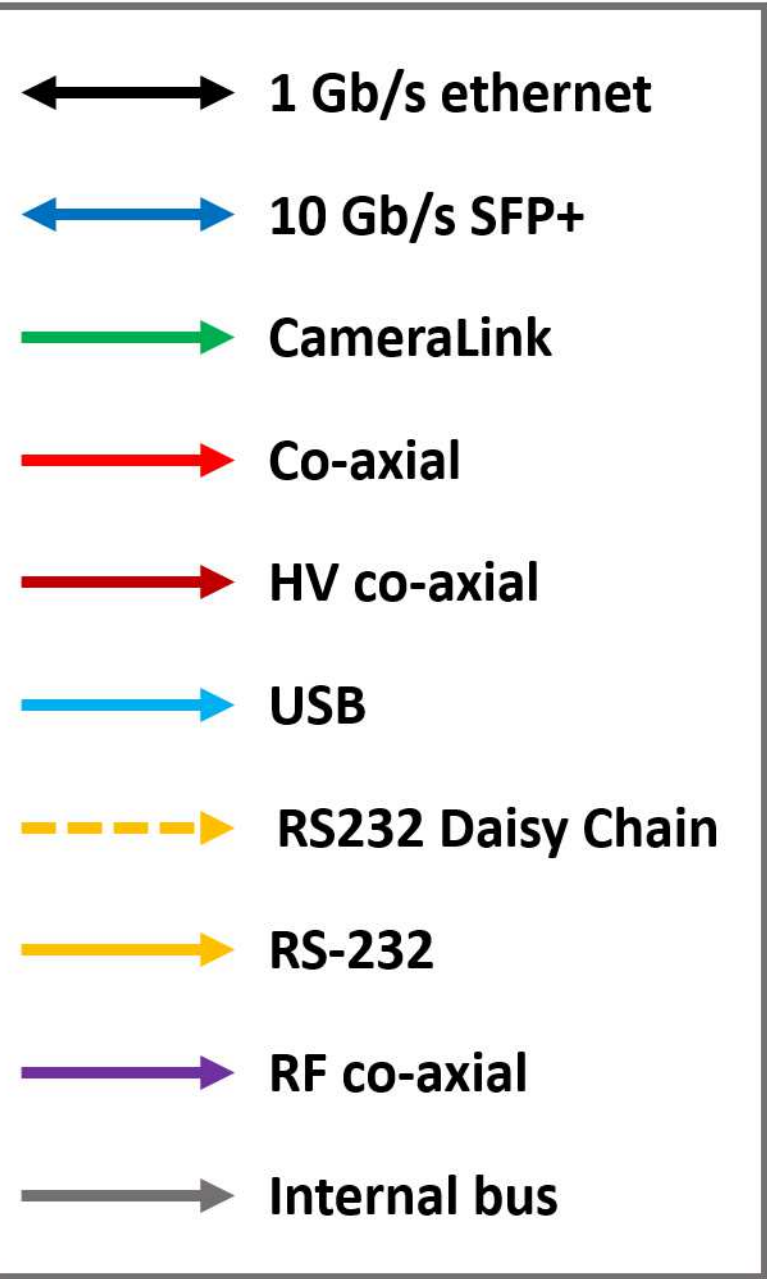 1 Gb/s ethernet
10 Gb/s SFP+
CameraLink
Co-axial
HV co-axial
USB
RS232 Daisy Chain
RS-232
RF co-axial
Internal bus